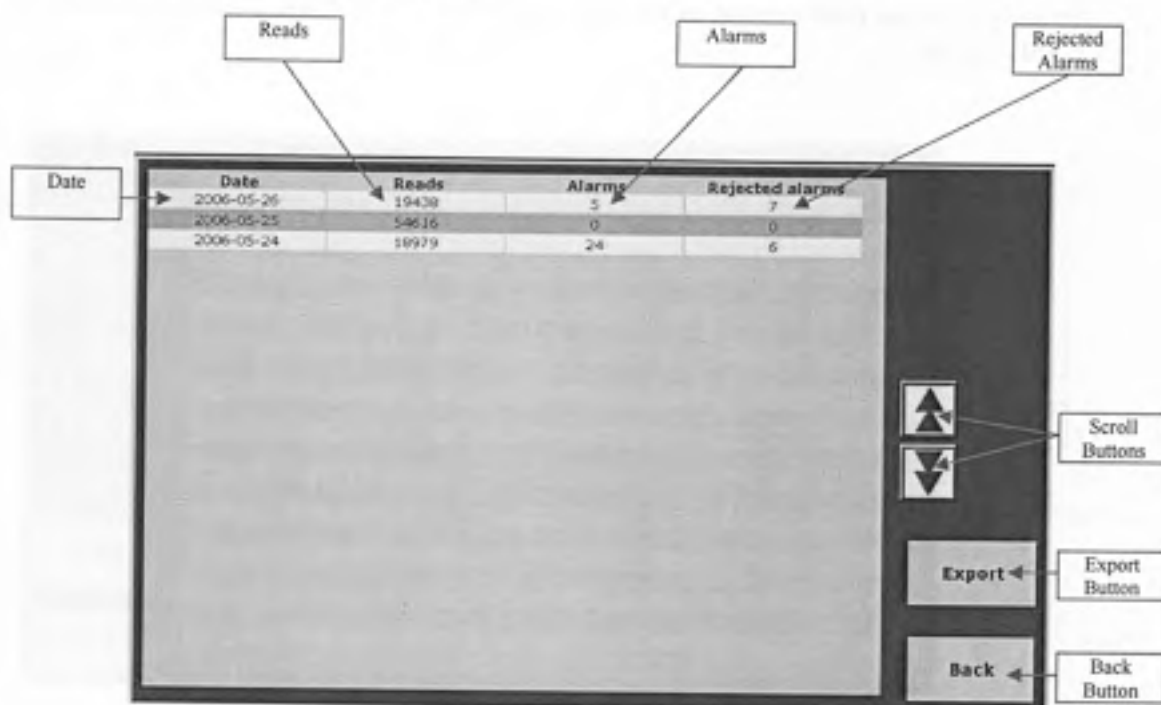 Reads
Alarms
Rejected
Alarms
Date
Date Reads Alarms Rejected alarms
2006-05-26 19438 5 7
2006-05-25 54616 0 0
2006-05-24 18979 24 6
Scroll
Buttons
Export
Export
Button
Back
Back
Button